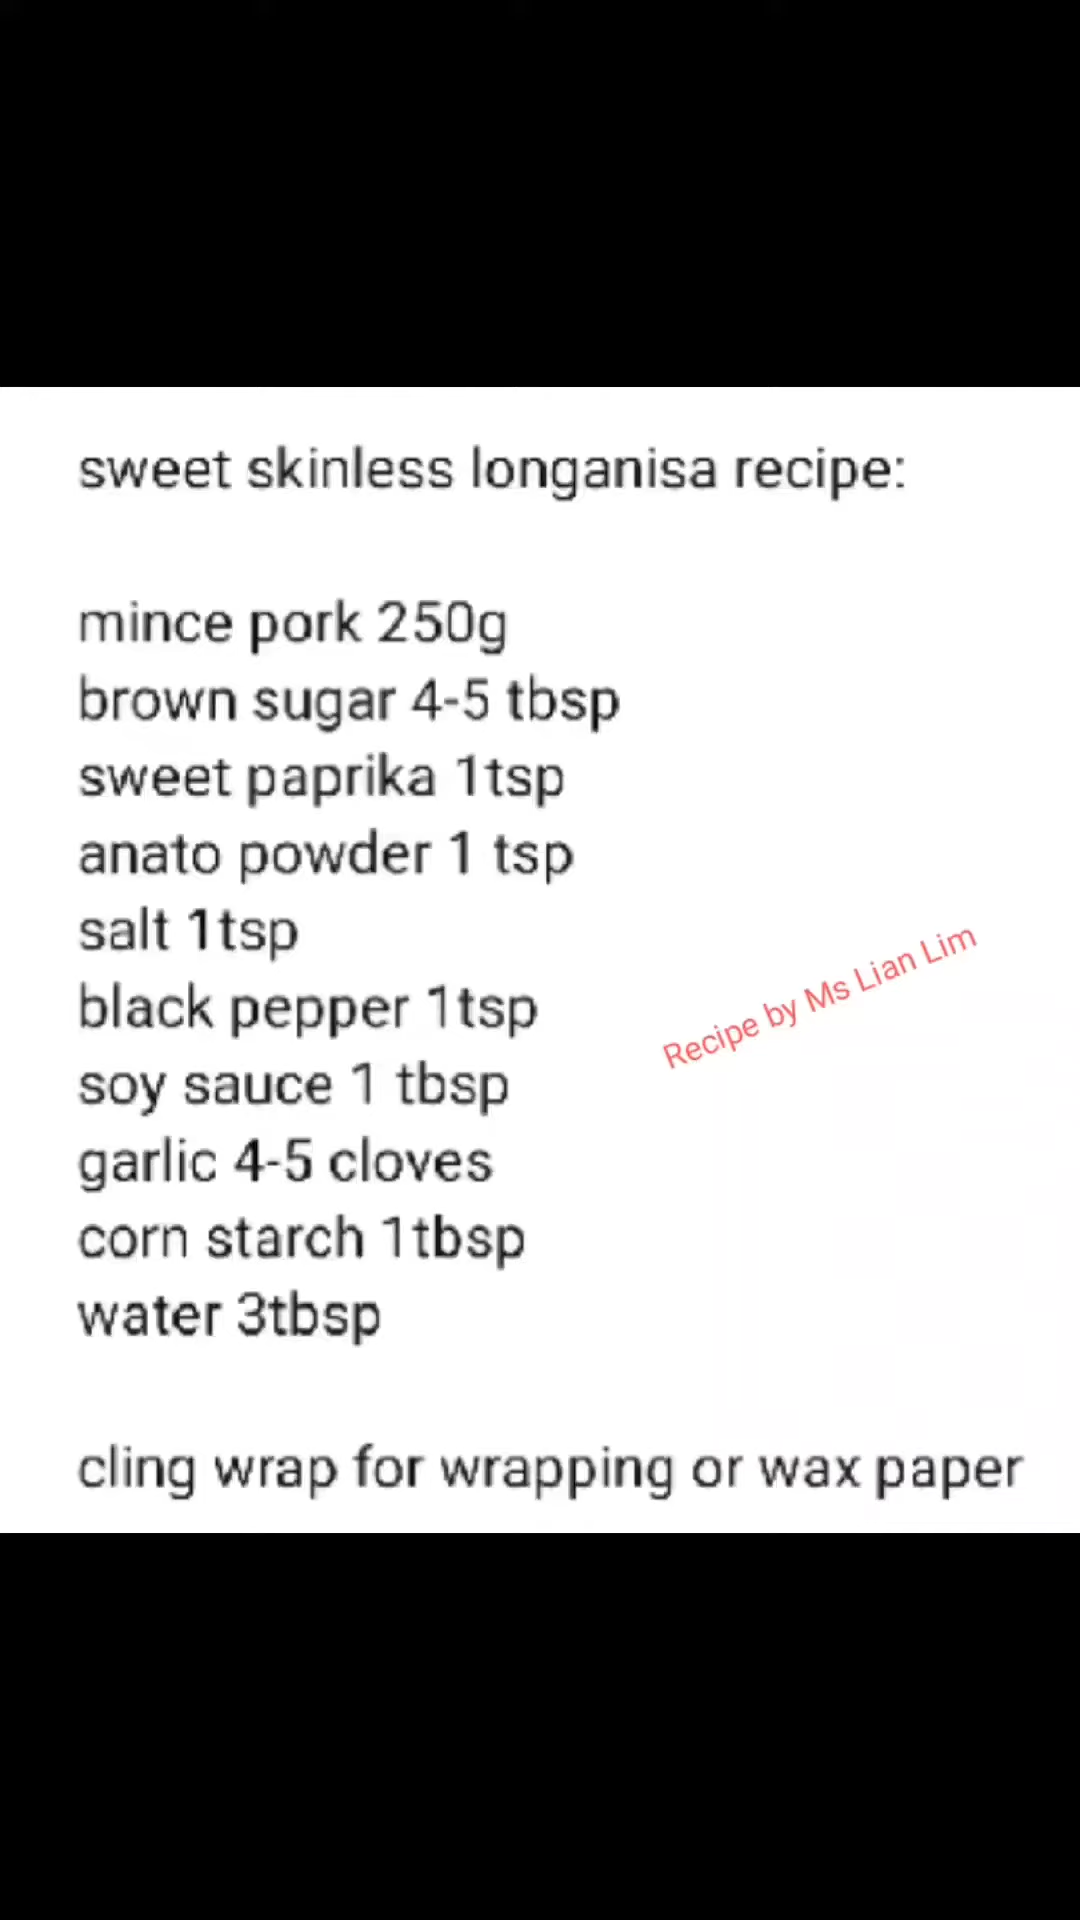 sweet skinless longanisa recipe:
mince pork 250g
brown sugar 4-5 tbsp
sweet paprika 1tsp
anato powder 1 tsp
salt 1tsp
black pepper 1tsp
soy sauce 1 tbsp
garlic 4-5 cloves
corn starch 1tbsp
water 3tbsp
cling wrap for wrapping or wax paper
Recipe by Ms Lian Lim